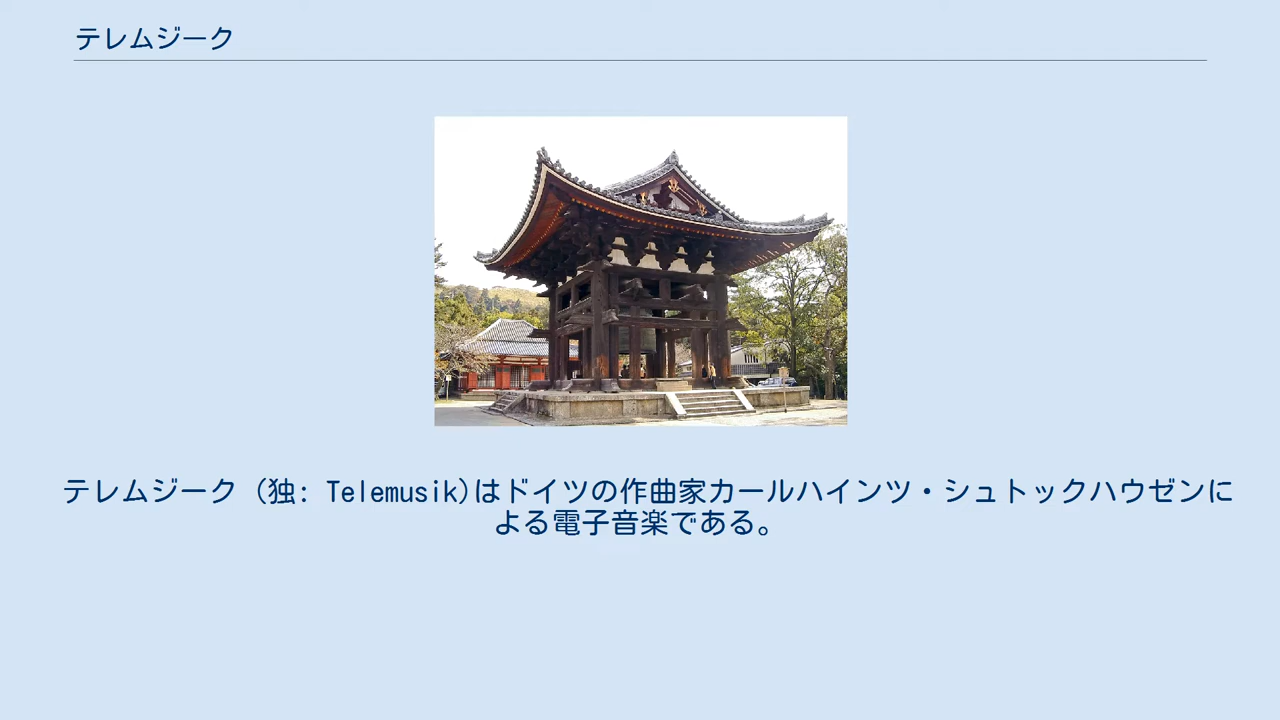 テレムジーク
テレムジーク (独: Telemusik)はドイツの作曲家カールハインツ・シュトックハウゼンに
よる電子音楽である。